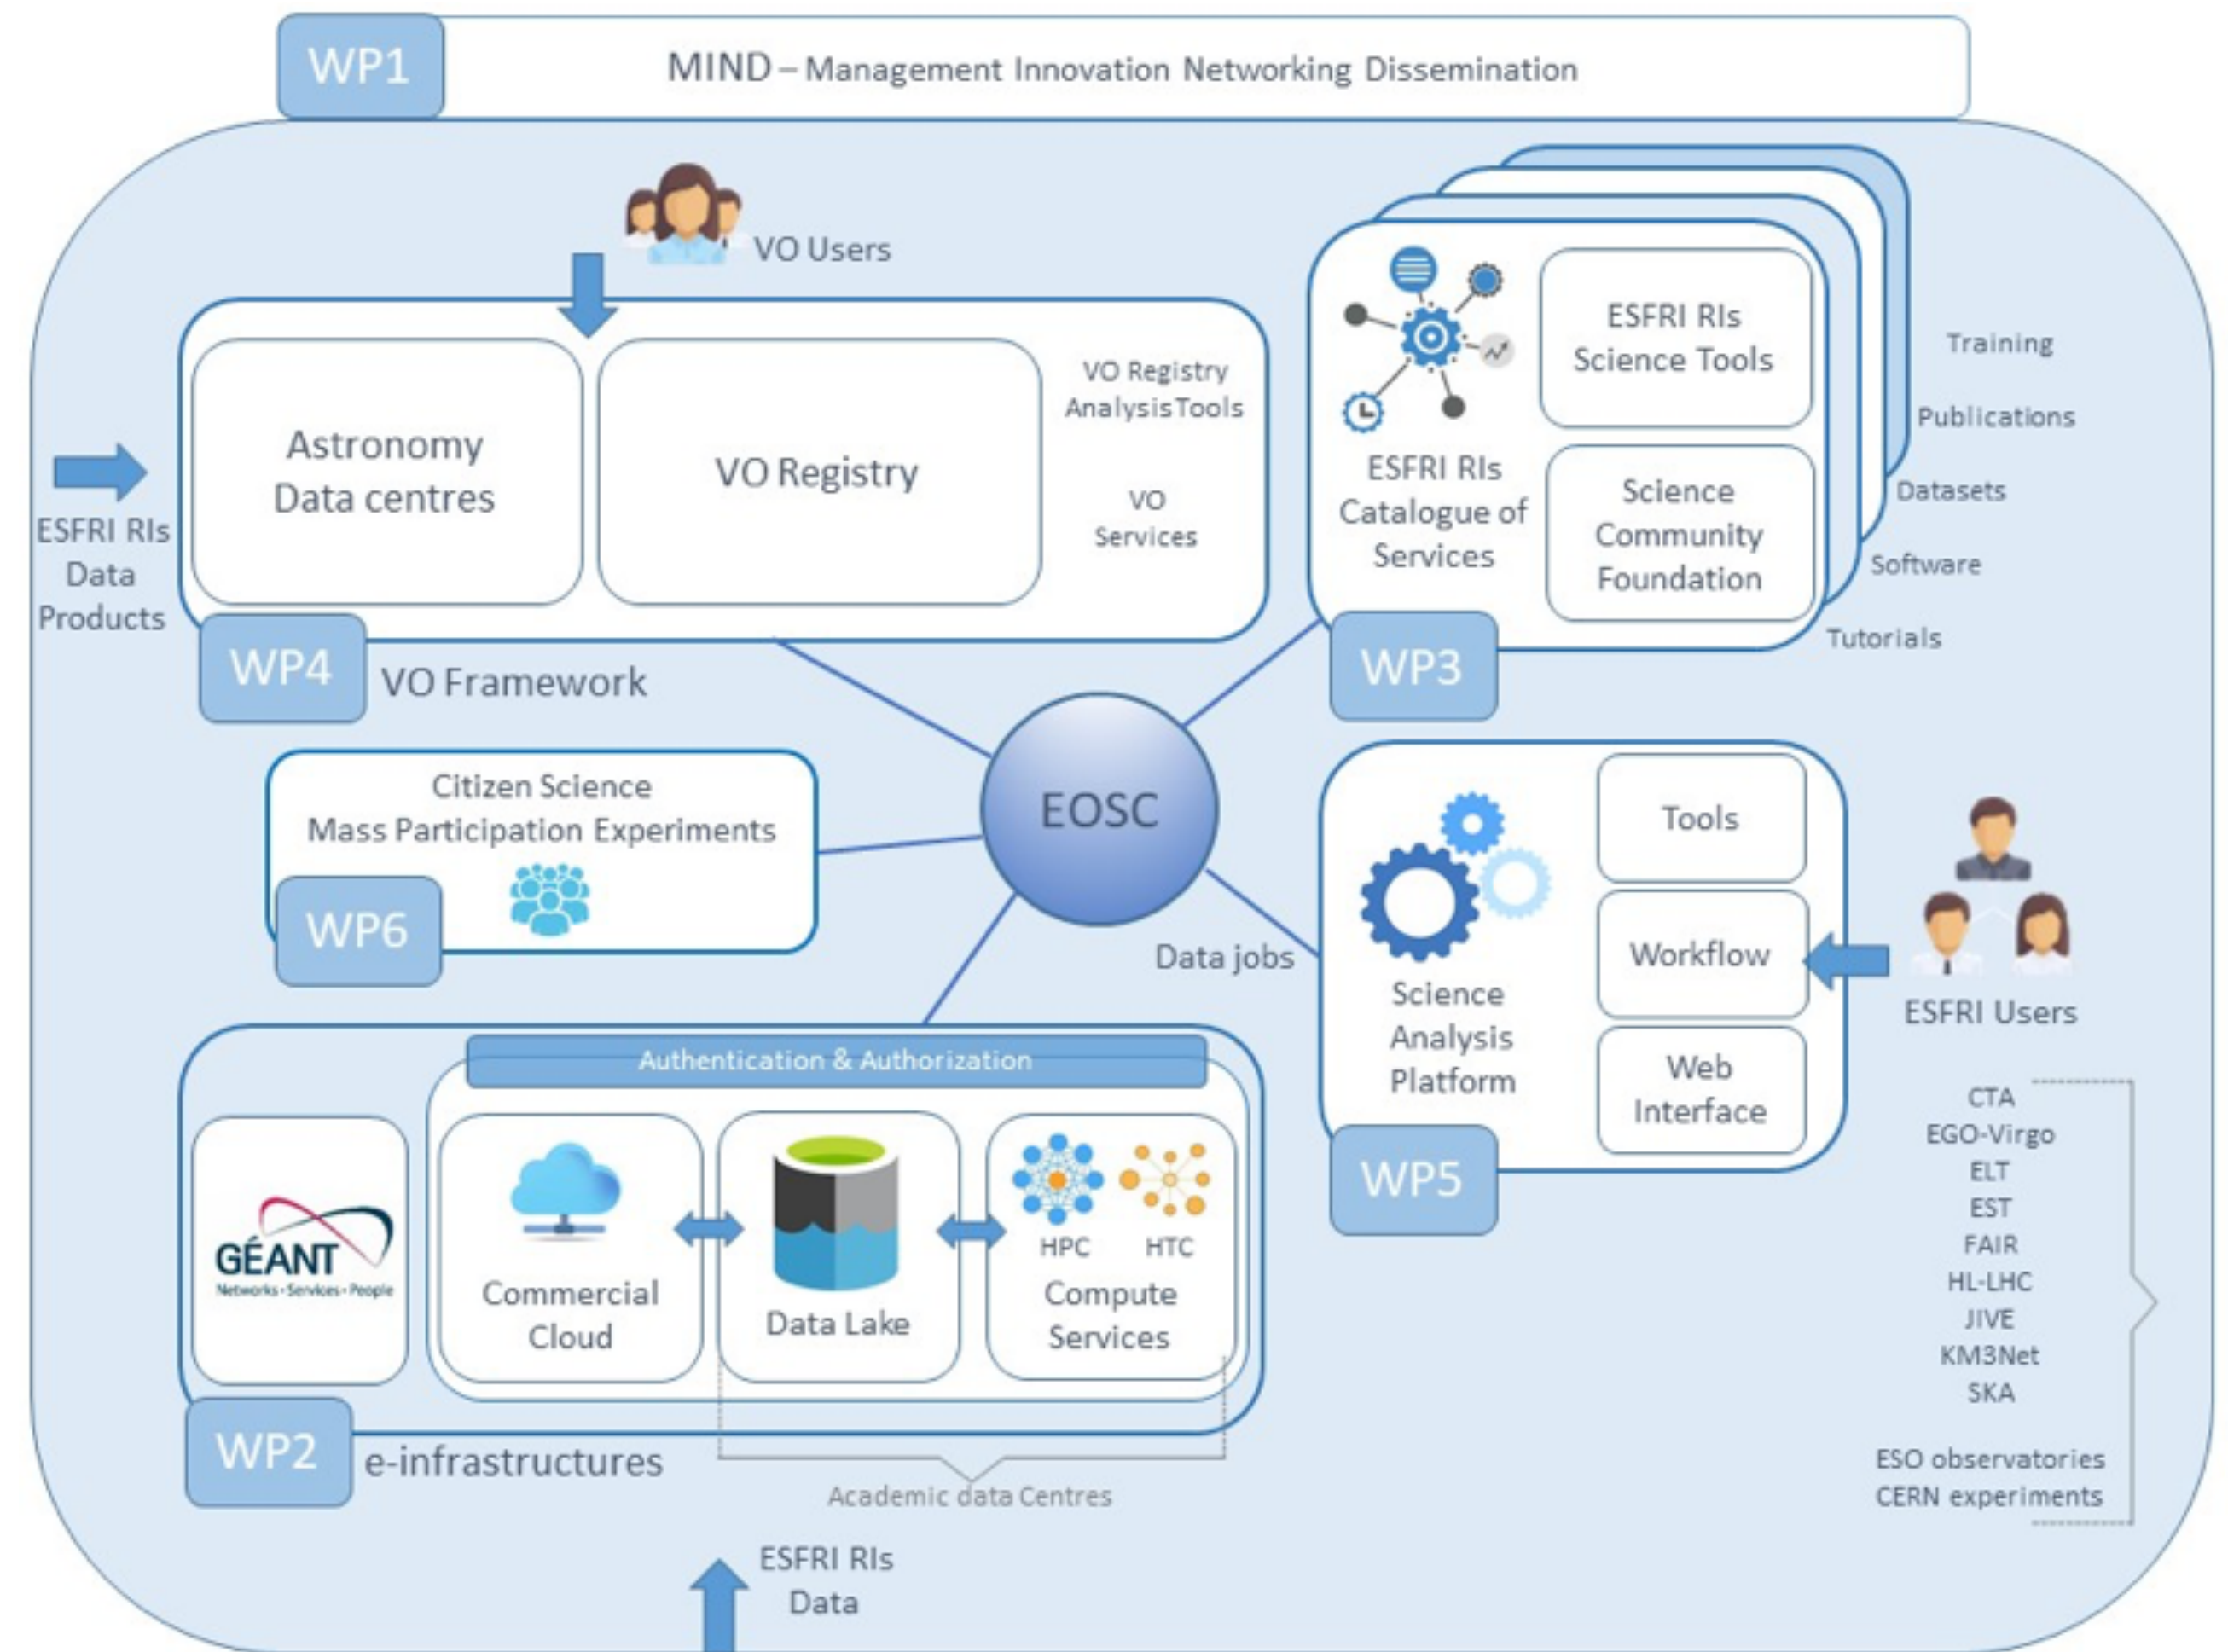 WP1
MIND – Management Innovation Networking Dissemination
VO Users
Astronomy
Data centres
VO Registry
VO Registry
Analysis Tools
VO
Services
ESFRI RIs
Data
Products
WP4
VO Framework
ESFRI RIs
Catalogue of
Services
ESFRI RIs
Science Tools
Science
Community
Foundation
WP3
Training
Publications
Datasets
Software
Tutorials
EOSC
Citizen Science
Mass Participation Experiments
WP6
Data jobs
Science
Analysis
Platform
Tools
Workflow
Web
Interface
WP5
ESFRI Users
CTA
EGO-Virgo
ELT
EST
FAIR
HL-LHC
JIVE
KM3Net
SKA
ESO observatories
CERN experiments
Authentication & Authorization
GÉANT
Networks · Services · People
Commercial
Cloud
Data Lake
HPC
HTC
Compute
Services
WP2
e-infrastructures
Academic data Centres
ESFRI RIs
Data